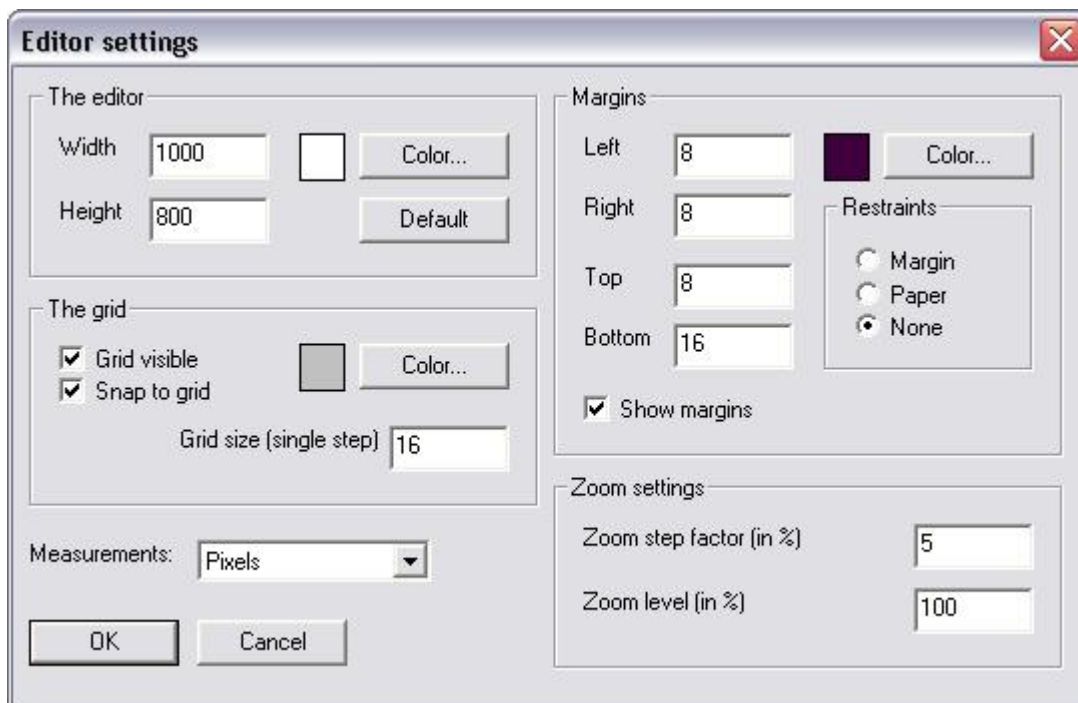 Editor settings
The editor
Width 1000 Color...
Height 800 Default
The grid
Grid visible Color...
Snap to grid
Grid size (single step) 16
Measurements: Pixels
OK Cancel
Margins
Left 8 Color...
Right 8
Top 8
Bottom 16
Restraints
Margin
Paper
None
Show margins
Zoom settings
Zoom step factor (in %) 5
Zoom level (in %) 100